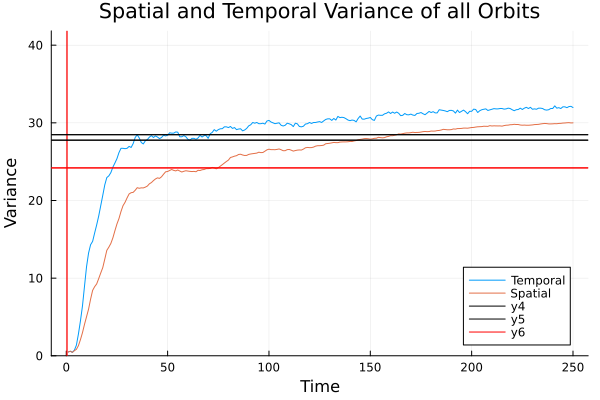 Spatial and Temporal Variance of all Orbits
Variance
40
30
20
10
0
0 50 100 150 200 250
Time
Temporal
Spatial
y4
y5
y6